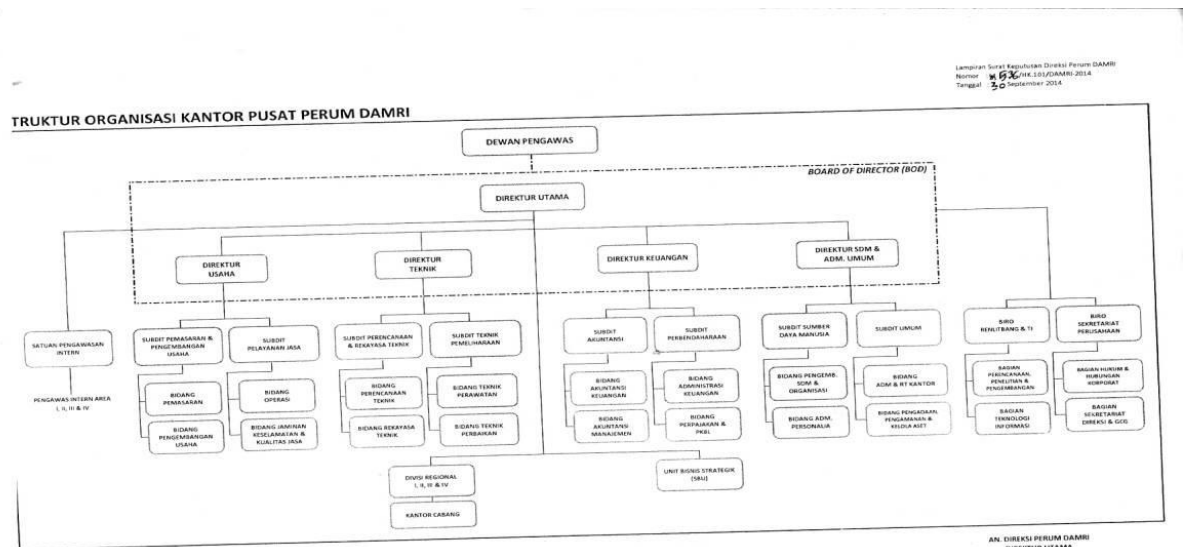 Lampiran Surat Keputusan Direksi Perum DAMRI
Nomor /HK.101/DAMRI-2014
Tanggal 30 September 2014
TRUKTUR ORGANISASI KANTOR PUSAT PERUM DAMRI
DEWAN PENGAWAS
BOARD OF DIRECTOR (BOD)
DIREKTUR UTAMA
DIREKTUR
USAHA
DIREKTUR
TEKNIK
DIREKTUR KEUANGAN
DIREKTUR SDM &
ADM. UMUM
SATUAN PENGAWASAN
INTERN
SUBDIT PEMASARAN &
PENGEMBANGAN
USAHA
SUBDIT
PELAYANAN JASA
SUBDIT PERENCANAAN
& REKAYASA TEKNIK
SUBDIT TEKNIK
PEMELIHARAAN
SUBDIT
AKUNTANSI
SUBDIT
PERBENDAHARAAN
SUBDIT SUMBER
DAYA MANUSIA
SUBDIT UMUM
BIRO
RENLITBANG & TI
BIRO
SEKRETARIAT
PERUSAHAAN
PENGAWAS INTERN AREA
I, II, III & IV
BIDANG
PEMASARAN
BIDANG
OPERASI
BIDANG
PERENCANAAN
TEKNIK
BIDANG TEKNIK
PERAWATAN
BIDANG
AKUNTANSI
KEUANGAN
BIDANG
ADMINISTRASI
KEUANGAN
BIDANG PENGEMB.
SDM &
ORGANISASI
BIDANG
ADM & RT KANTOR
BAGIAN
PERENCANAAN,
PENELITIAN &
PENGEMBANGAN
BAGIAN HUKUM &
HUBUNGAN
KORPORAT
BIDANG
PENGEMBANGAN
USAHA
BIDANG JAMINAN
KESELAMATAN &
KUALITAS JASA
BIDANG REKAYASA
TEKNIK
BIDANG TEKNIK
PERBAIKAN
BIDANG
AKUNTANSI
MANAJEMEN
BIDANG
PERPAJAKAN &
PKBL
BIDANG ADM.
PERSONALIA
BIDANG PENGADAAN
PENGAMANAN &
KELOLA ASET
BAGIAN
TEKNOLOGI
INFORMASI
BAGIAN
SEKRETARIAT
DIREKSI & GCG
DIVISI REGIONAL
I, II, III & IV
UNIT BISNIS STRATEGIK
(SBU)
KANTOR CABANG
AN. DIREKSI PERUM DAMRI
DIREKTUR UTAMA